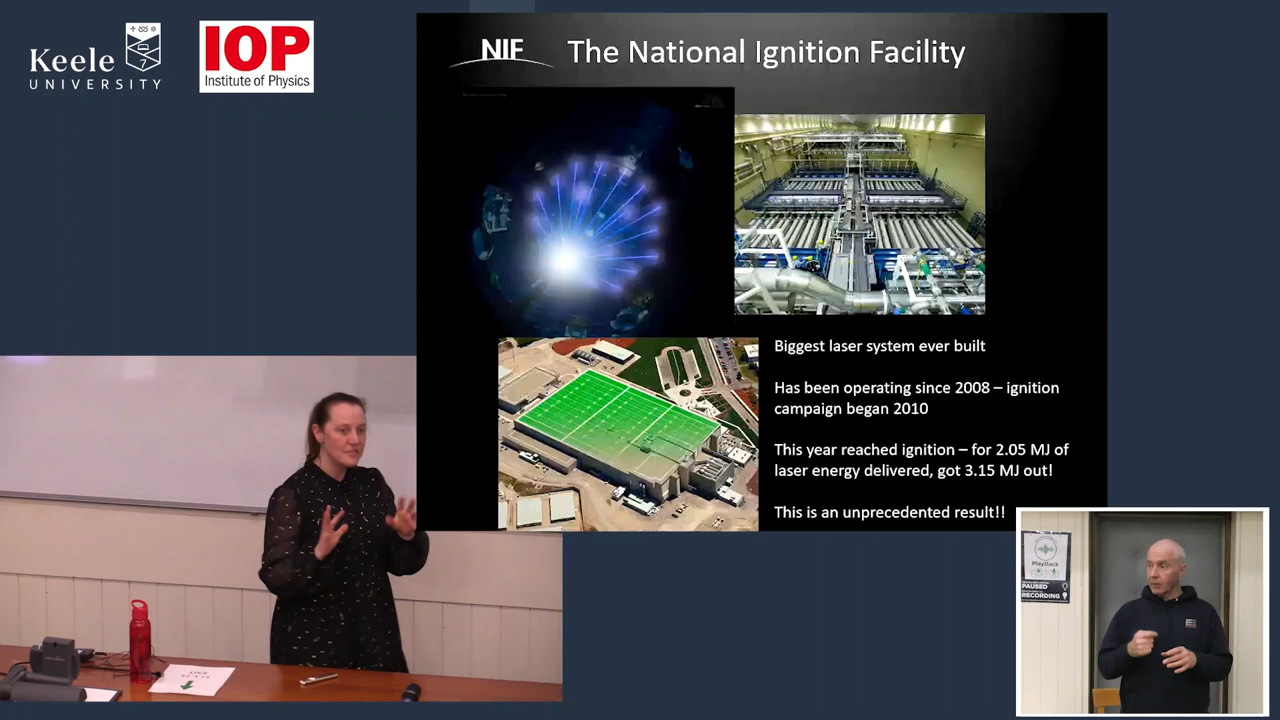 Keele
UNIVERSITY
IOP
Institute of Physics
NIF
The National Ignition Facility
Biggest laser system ever built
Has been operating since 2008 – ignition
campaign began 2010
This year reached ignition – for 2.05 MJ of
laser energy delivered, got 3.15 MJ out!
This is an unprecedented result!!
PlayBack
PAUSED
RECORDING
EXIT